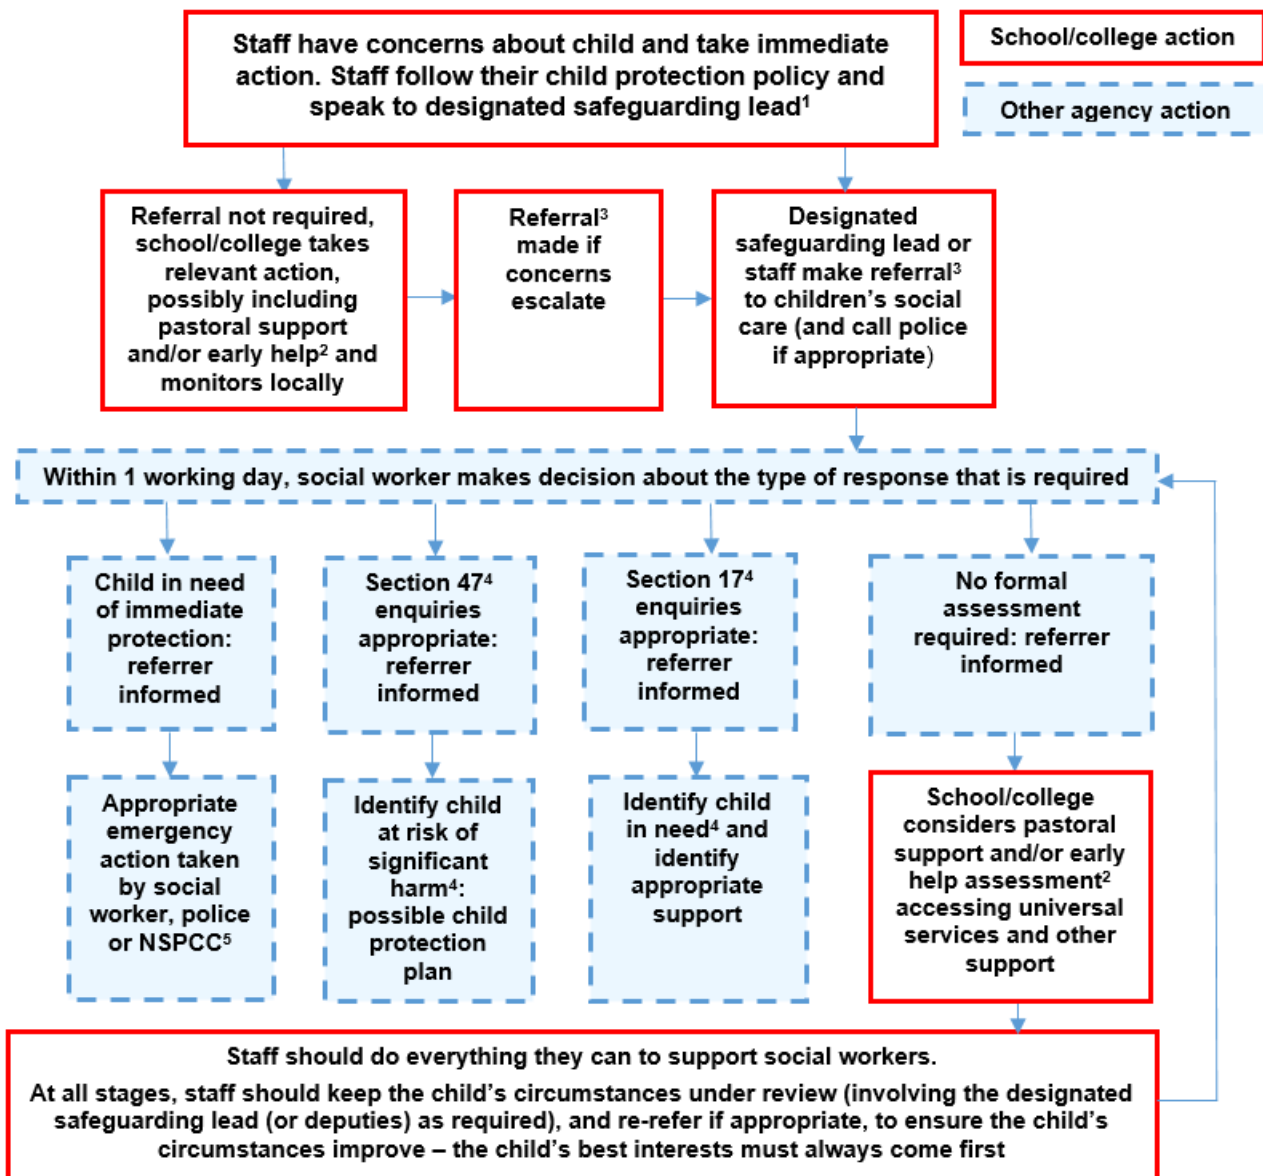 Staff have concerns about child and take immediate
action. Staff follow their child protection policy and
speak to designated safeguarding lead¹
School/college action
Other agency action
Referral not required,
school/college takes
relevant action,
possibly including
pastoral support
and/or early help² and
monitors locally
Referral³
made if
concerns
escalate
Designated
safeguarding lead or
staff make referral³
to children’s social
care (and call police
if appropriate)
Within 1 working day, social worker makes decision about the type of response that is required
Child in need
of immediate
protection:
referrer
informed
Section 47⁴
enquiries
appropriate:
referrer
informed
Section 17⁴
enquiries
appropriate:
referrer
informed
No formal
assessment
required: referrer
informed
Appropriate
emergency
action taken
by social
worker, police
or NSPCC⁵
Identify child
at risk of
significant
harm⁴:
possible child
protection
plan
Identify child
in need⁴ and
identify
appropriate
support
School/college
considers pastoral
support and/or early
help assessment²
accessing universal
services and other
support
Staff should do everything they can to support social workers.
At all stages, staff should keep the child’s circumstances under review (involving the designated
safeguarding lead (or deputies) as required), and re-refer if appropriate, to ensure the child’s
circumstances improve – the child’s best interests must always come first